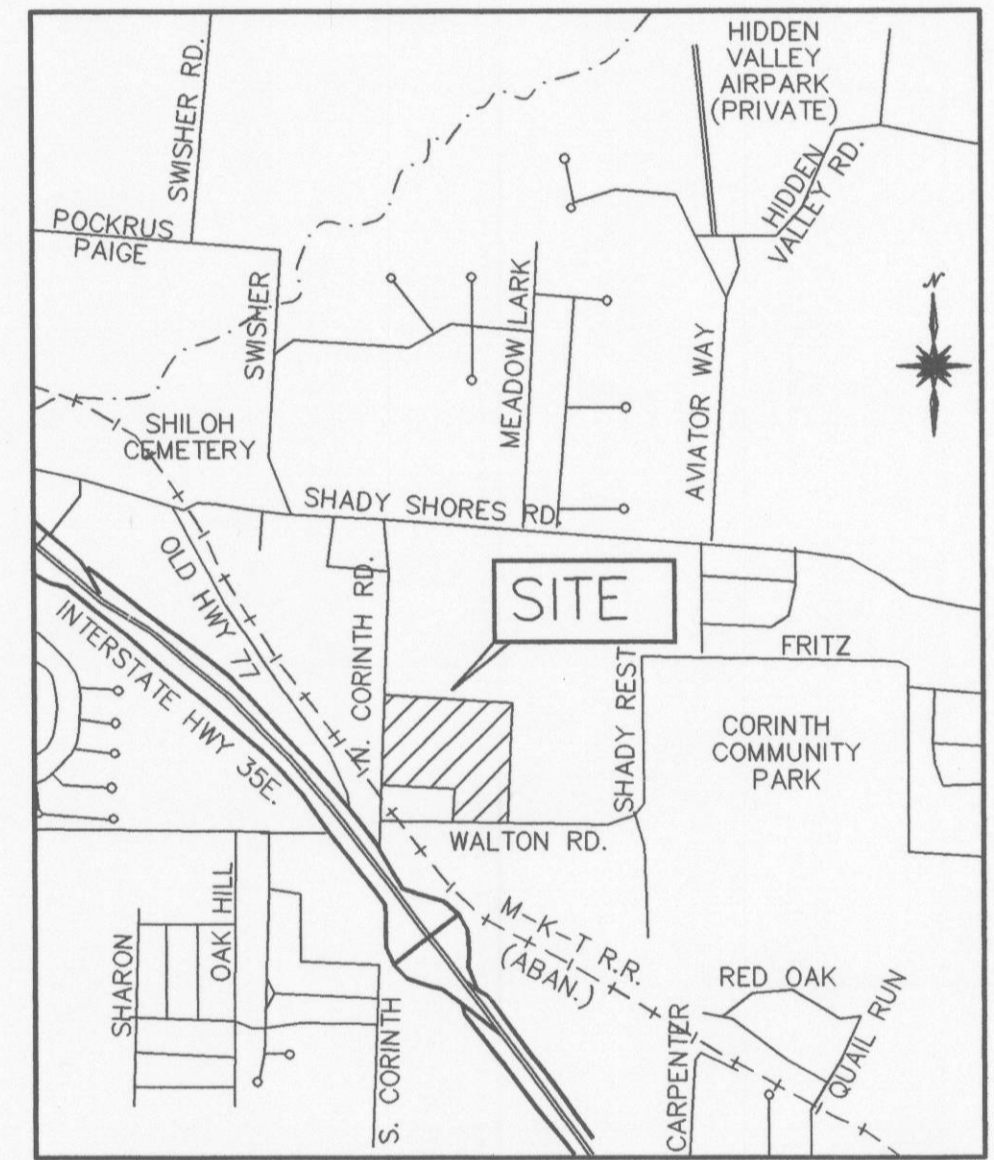 HIDDEN
VALLEY
AIRPARK
(PRIVATE)
SWISHER RD.
HIDDEN
VALLEY RD.
POCKRUS
PAIGE
SWISHER
MEADOW LARK
N
AVIATOR WAY
SHILOH
CEMETERY
SHADY SHORES RD.
OLD HWY 77
N. CORINTH RD.
SITE
INTERSTATE HWY 35E.
SHADY REST
FRITZ
CORINTH
COMMUNITY
PARK
WALTON RD.
M-K-T R.R.
(ABAN.)
SHARON
OAK HILL
S. CORINTH
RED OAK
CARPENTER
QUAIL RUN